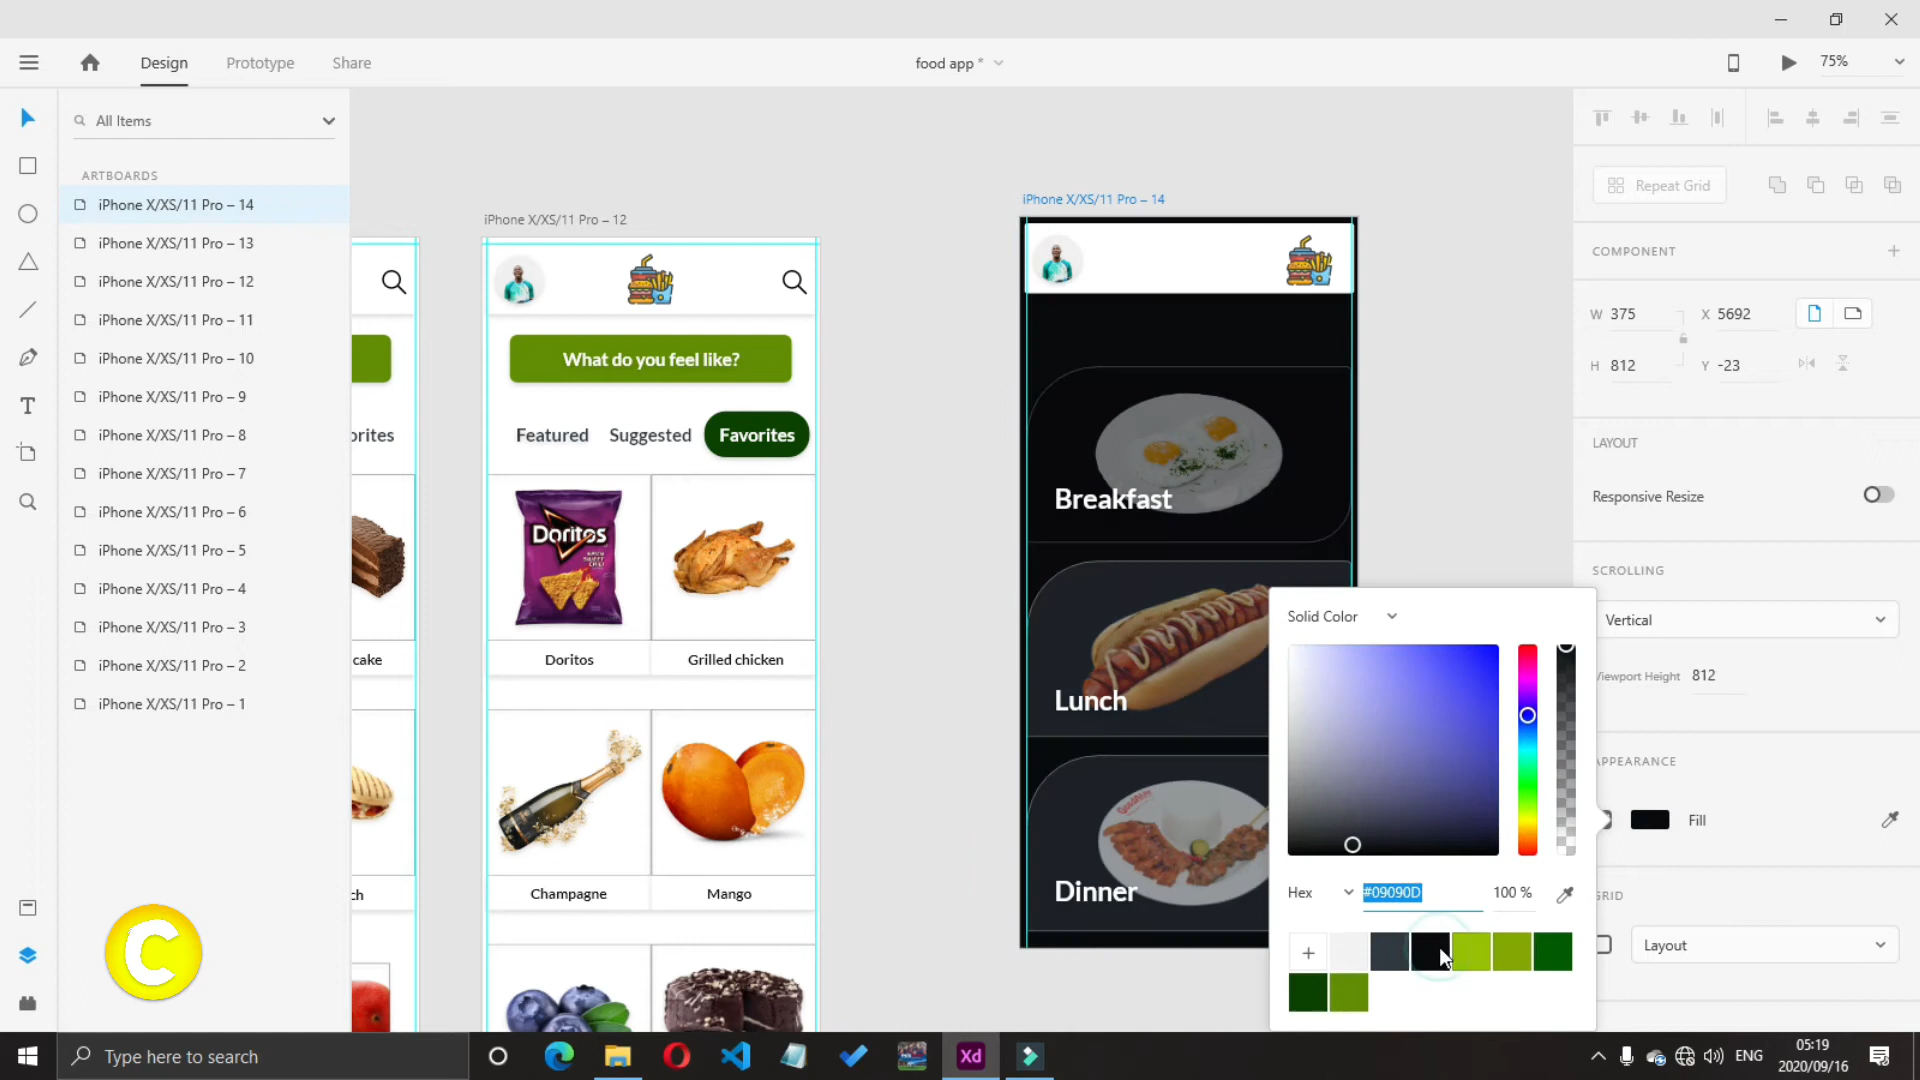 Design
Prototype
Share
food app *
75%
All Items
ARTBOARDS
iPhone X/XS/11 Pro – 14
iPhone X/XS/11 Pro – 13
iPhone X/XS/11 Pro – 12
iPhone X/XS/11 Pro – 11
iPhone X/XS/11 Pro – 10
iPhone X/XS/11 Pro – 9
iPhone X/XS/11 Pro – 8
iPhone X/XS/11 Pro – 7
iPhone X/XS/11 Pro – 6
iPhone X/XS/11 Pro – 5
iPhone X/XS/11 Pro – 4
iPhone X/XS/11 Pro – 3
iPhone X/XS/11 Pro – 2
iPhone X/XS/11 Pro – 1
C
orites
cake
ch
iPhone X/XS/11 Pro – 12
What do you feel like?
Featured
Suggested
Favorites
Doritos
Doritos
Grilled chicken
Champagne
Mango
iPhone X/XS/11 Pro – 14
Breakfast
Lunch
Dinner
Solid Color
Hex
#09090D
100 %
Repeat Grid
COMPONENT
W 375
X 5692
H 812
Y -23
LAYOUT
Responsive Resize
SCROLLING
Vertical
Viewport Height 812
APPEARANCE
Fill
GRID
Layout
Type here to search
Xd
ENG
05:19
2020/09/16